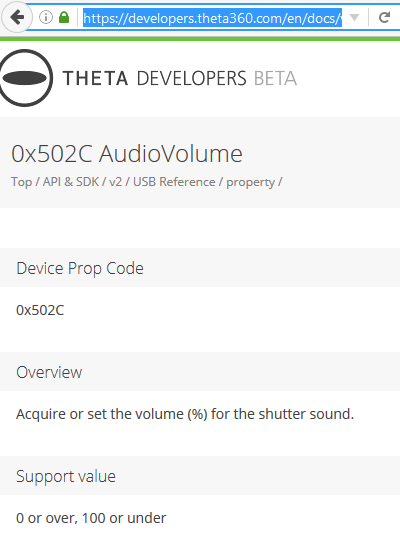 https://developers.theta360.com/en/docs/
THETA DEVELOPERS BETA
0x502C AudioVolume
Top / API & SDK / v2 / USB Reference / property /
Device Prop Code
0x502C
Overview
Acquire or set the volume (%) for the shutter sound.
Support value
0 or over, 100 or under